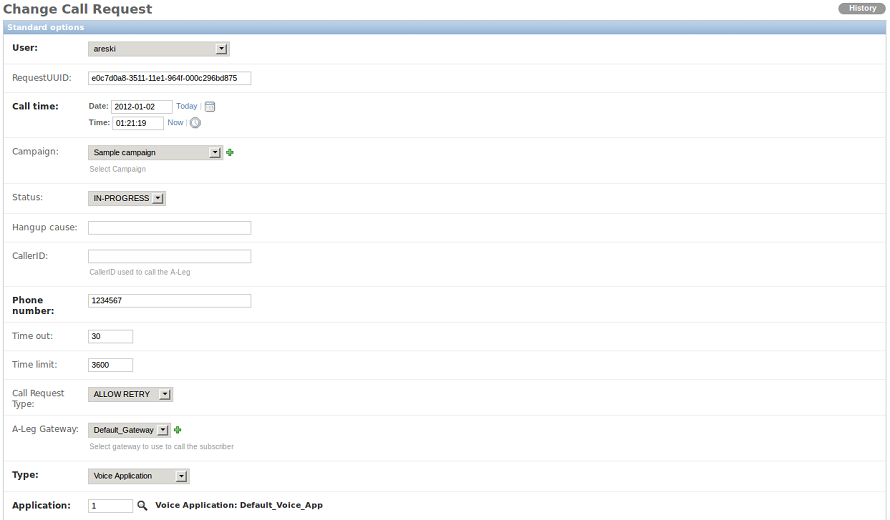 Change Call Request
History
Standard options
User: areski
RequestUUID: e0c7d0a8-3511-11e1-964f-000c296bd875
Call time: Date: 2012-01-02 Today |
Time: 01:21:19 Now |
Campaign: Sample campaign
Select Campaign
Status: IN-PROGRESS
Hangup cause:
CallerID:
CallerID used to call the A-Leg
Phone
number: 1234567
Time out: 30
Time limit: 3600
Call Request
Type: ALLOW RETRY
A-Leg Gateway: Default_Gateway
Select gateway to use to call the subscriber
Type: Voice Application
Application: 1 Voice Application: Default_Voice_App